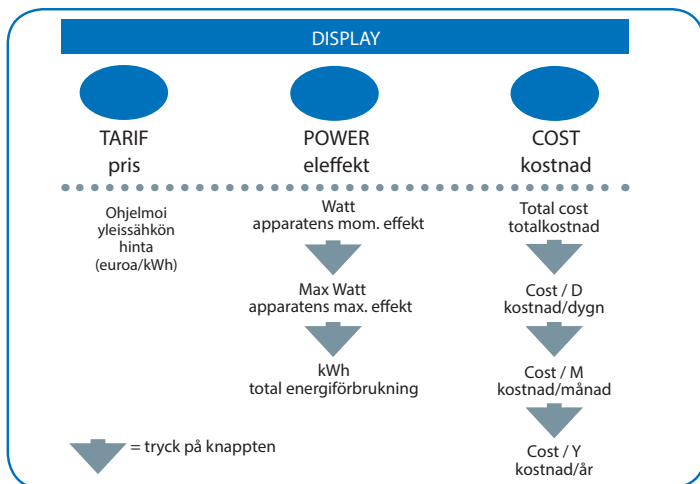 DISPLAY
TARIF
pris
Ohjelmoi
yleissähkön
hinta
(euroa/kWh)
POWER
eleffekt
Watt
apparatens mom. effekt
Max Watt
apparatens max. effekt
kWh
total energiförbrukning
COST
kostnad
Total cost
totalkostnad
Cost / D
kostnad/dygn
Cost / M
kostnad/månad
Cost / Y
kostnad/år
= tryck på knappten